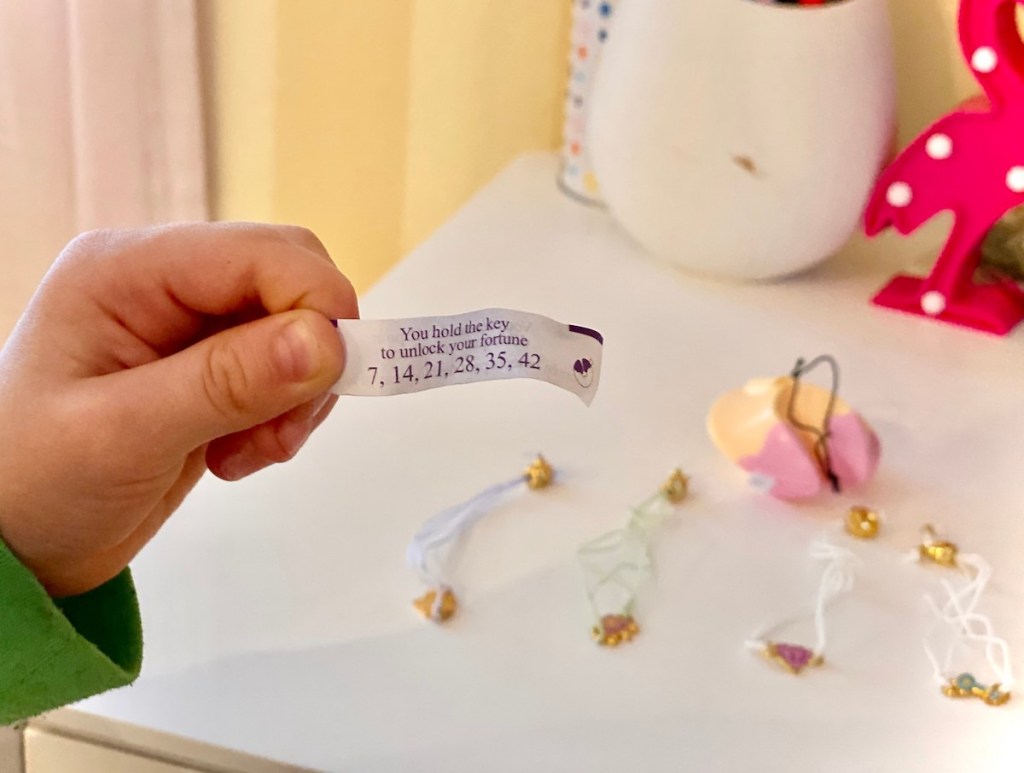 You hold the key
to unlock your fortune
7, 14, 21, 28, 35, 42